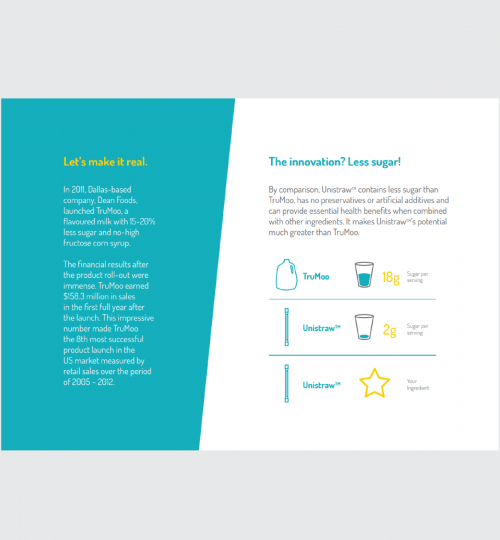 Let's make it real.
In 2011, Dallas-based
company, Dean Foods,
launched TruMoo, a
flavoured milk with 15-20%
less sugar and no-high
fructose corn syrup.
The financial results after
the product roll-out were
immense. TruMoo earned
$158.3 million in sales
in the first full year after
the launch. This impressive
number made TruMoo
the 8th most successful
product launch in the
US market measured by
retail sales over the period
of 2005 – 2012.
The innovation? Less sugar!
By comparison, Unistraw™ contains less sugar than
TruMoo, has no preservatives or artificial additives and
can provide essential health benefits when combined
with other ingredients. It makes Unistraw™'s potential
much greater than TruMoo.
TruMoo 18g Sugar per
serving
Unistraw™ 2g Sugar per
serving
Unistraw™ Your
Ingredient